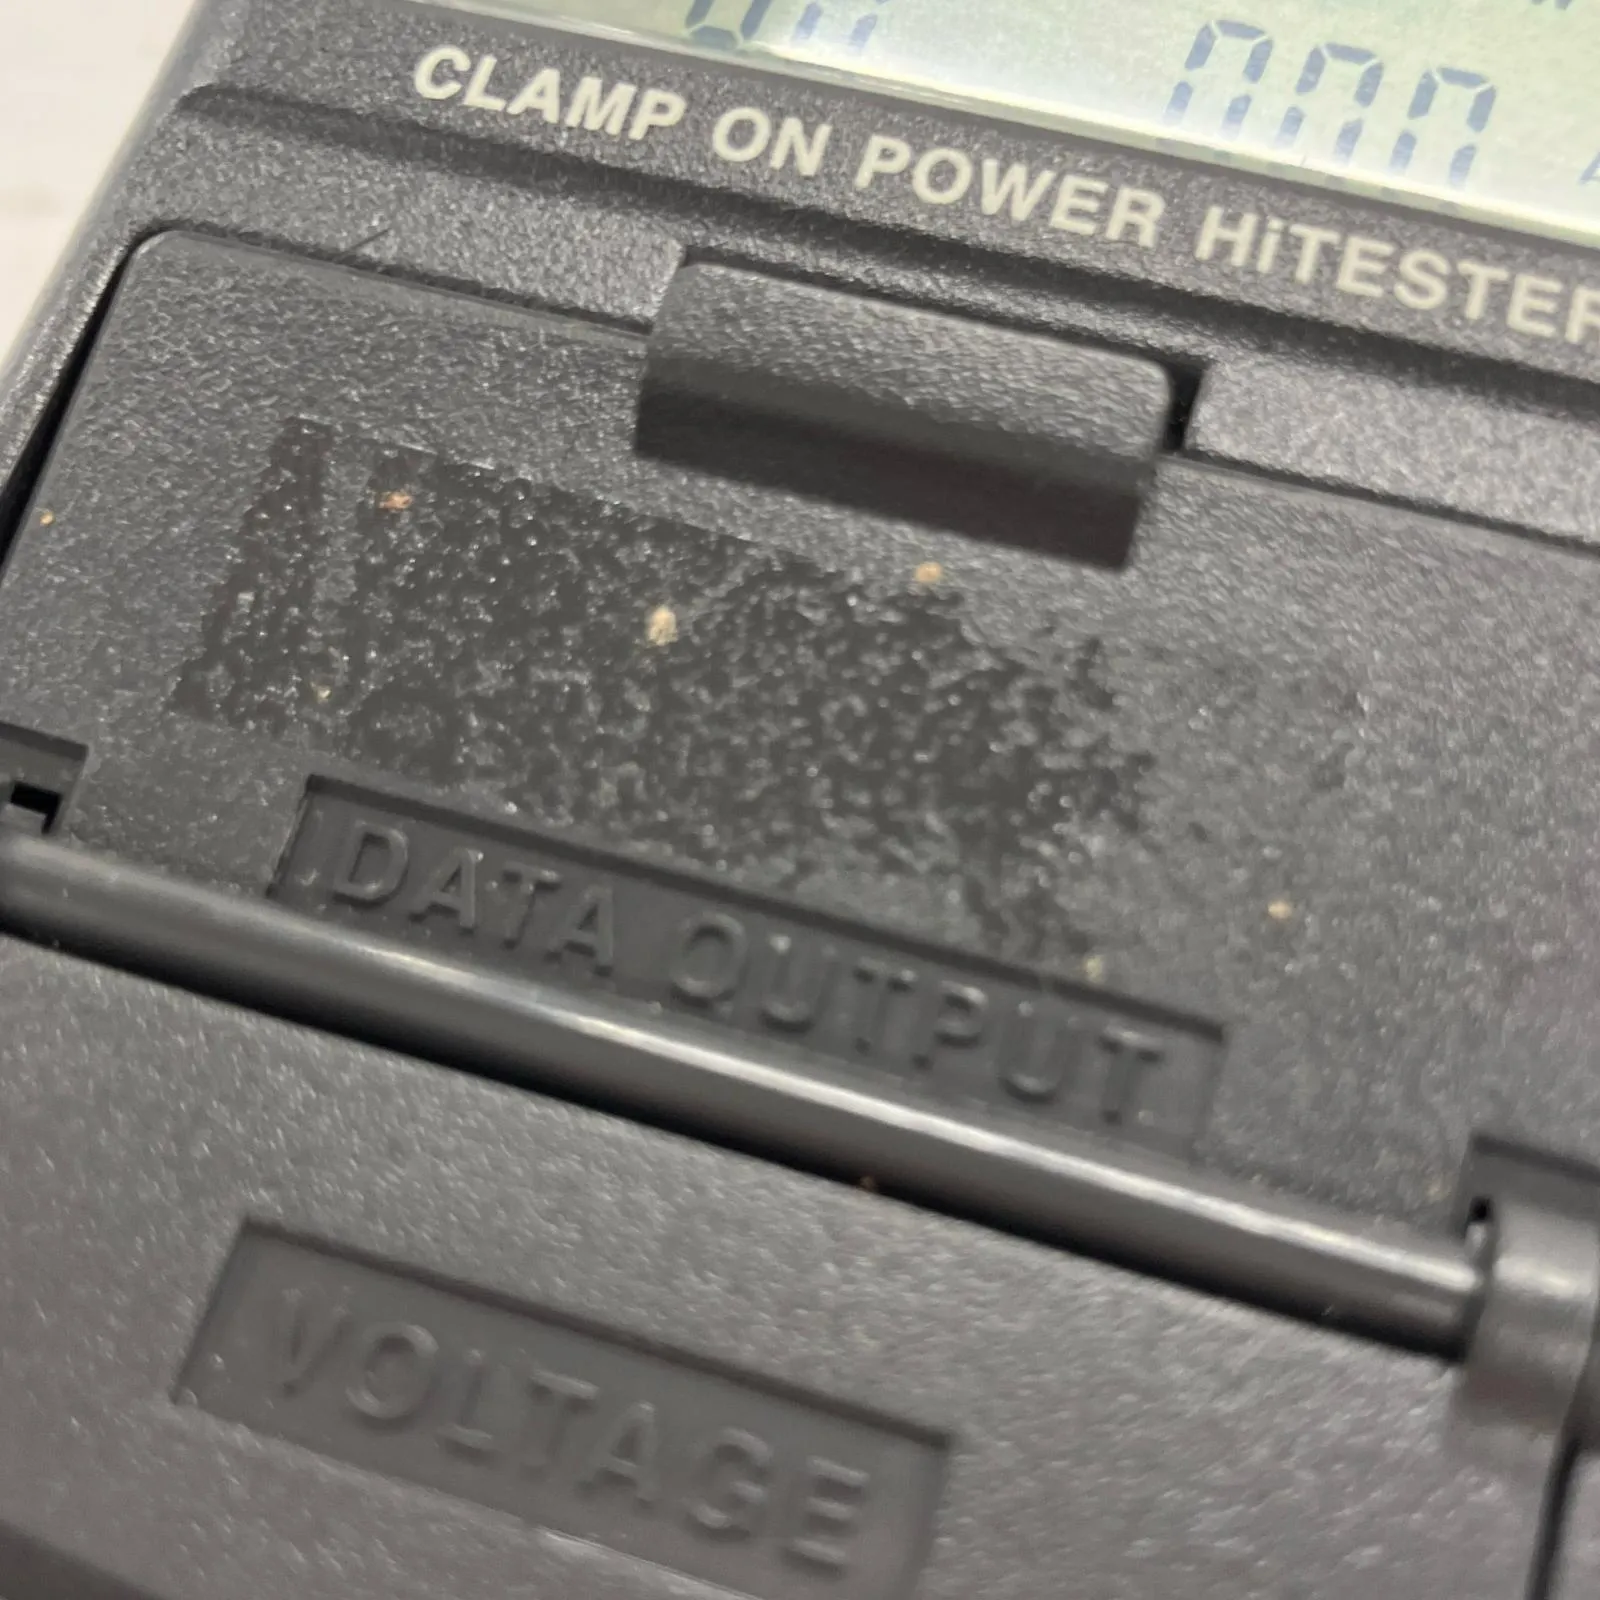 CLAMP ON POWER HiTESTER
DATA OUTPUT
VOLTAGE